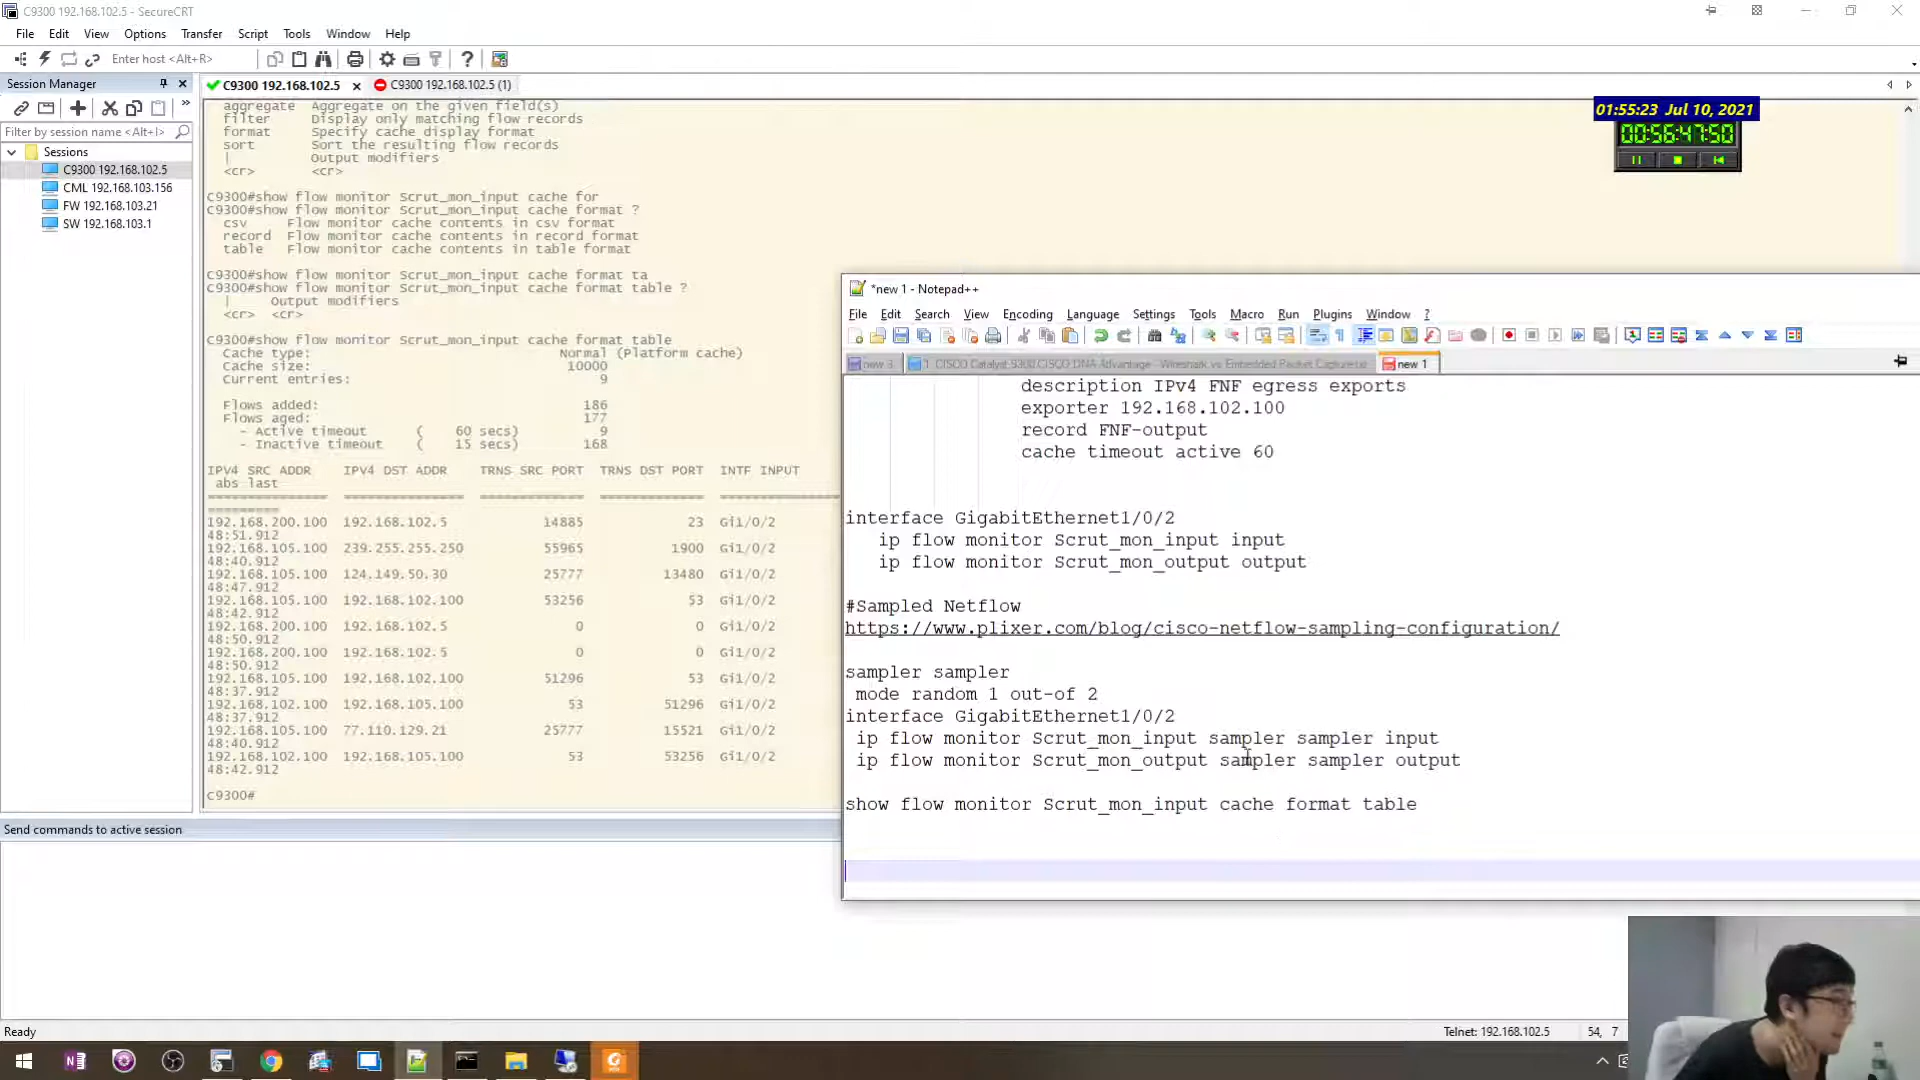 C9300 192.168.102.5 - SecureCRT
File Edit View Options Transfer Script Tools Window Help
Enter host <Alt+R>
Session Manager
C9300 192.168.102.5
C9300 192.168.102.5 (1)
Filter by session name <Alt+I>
Sessions
C9300 192.168.102.5
CML 192.168.103.156
FW 192.168.103.21
SW 192.168.103.1
aggregate Aggregate on the given field(s)
filter Display only matching flow records
format Specify cache display format
sort Sort the resulting flow records
| Output modifiers
<cr> <cr>
C9300#show flow monitor Scrut_mon_input cache for
C9300#show flow monitor Scrut_mon_input cache format ?
csv Flow monitor cache contents in csv format
record Flow monitor cache contents in record format
table Flow monitor cache contents in table format
C9300#show flow monitor Scrut_mon_input cache format ta
C9300#show flow monitor Scrut_mon_input cache format table ?
| Output modifiers
<cr> <cr>
C9300#show flow monitor Scrut_mon_input cache format table
Cache type: Normal (Platform cache)
Cache size: 10000
Current entries: 9
Flows added: 186
Flows aged: 177
- Active timeout ( 60 secs) 9
- Inactive timeout ( 15 secs) 168
IPV4 SRC ADDR IPV4 DST ADDR TRNS SRC PORT TRNS DST PORT INTF INPUT
abs last
=============== =============== ============= ============= ===============
=========
192.168.200.100 192.168.102.5 14885 23 Gi1/0/2
48:51.912
192.168.105.100 239.255.255.250 55965 1900 Gi1/0/2
48:40.912
192.168.105.100 124.149.50.30 25777 13480 Gi1/0/2
48:47.912
192.168.105.100 192.168.102.100 53256 53 Gi1/0/2
48:42.912
192.168.200.100 192.168.102.5 0 0 Gi1/0/2
48:50.912
192.168.200.100 192.168.102.5 0 0 Gi1/0/2
48:50.912
192.168.105.100 192.168.102.100 51296 53 Gi1/0/2
48:37.912
192.168.102.100 192.168.105.100 53 51296 Gi1/0/2
48:37.912
192.168.105.100 77.110.129.21 25777 15521 Gi1/0/2
48:40.912
192.168.102.100 192.168.105.100 53 53256 Gi1/0/2
48:42.912
C9300#
01:55:23 Jul 10, 2021
00:56:47:50
*new 1 - Notepad++
File Edit Search View Encoding Language Settings Tools Macro Run Plugins Window ?
new 3
1. CISCO Catalyst 9300 CISCO DNA Advantage - Wireshark vs Embedded Packet Capture.txt
new 1
description IPv4 FNF egress exports
exporter 192.168.102.100
record FNF-output
cache timeout active 60
interface GigabitEthernet1/0/2
ip flow monitor Scrut_mon_input input
ip flow monitor Scrut_mon_output output
#Sampled Netflow
https://www.plixer.com/blog/cisco-netflow-sampling-configuration/
sampler sampler
mode random 1 out-of 2
interface GigabitEthernet1/0/2
ip flow monitor Scrut_mon_input sampler sampler input
ip flow monitor Scrut_mon_output sampler sampler output
show flow monitor Scrut_mon_input cache format table
Send commands to active session
Ready
Telnet: 192.168.102.5
54, 7